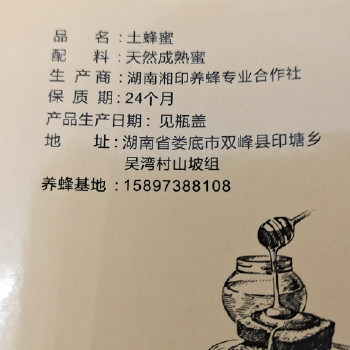 品名:土蜂蜜
配料:天然成熟蜜
生产商:湖南湘印养蜂专业合作社
保质期:24个月
产品生产日期:见瓶盖
地址:湖南省娄底市双峰县印塘乡
吴湾村山坡组
养蜂基地:15897388108